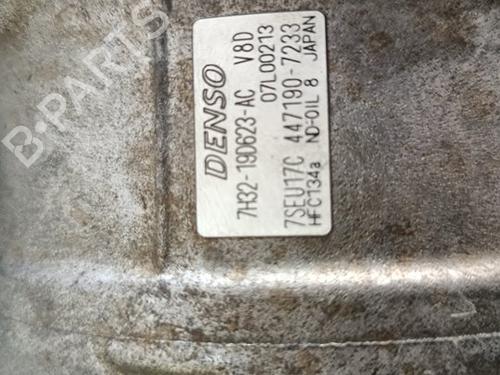 DENSO
7H32-19D623-AC V8D
07L00213
7SEU17C 447190-7233
HFC134a ND-OIL 8 JAPAN
B-PARTS